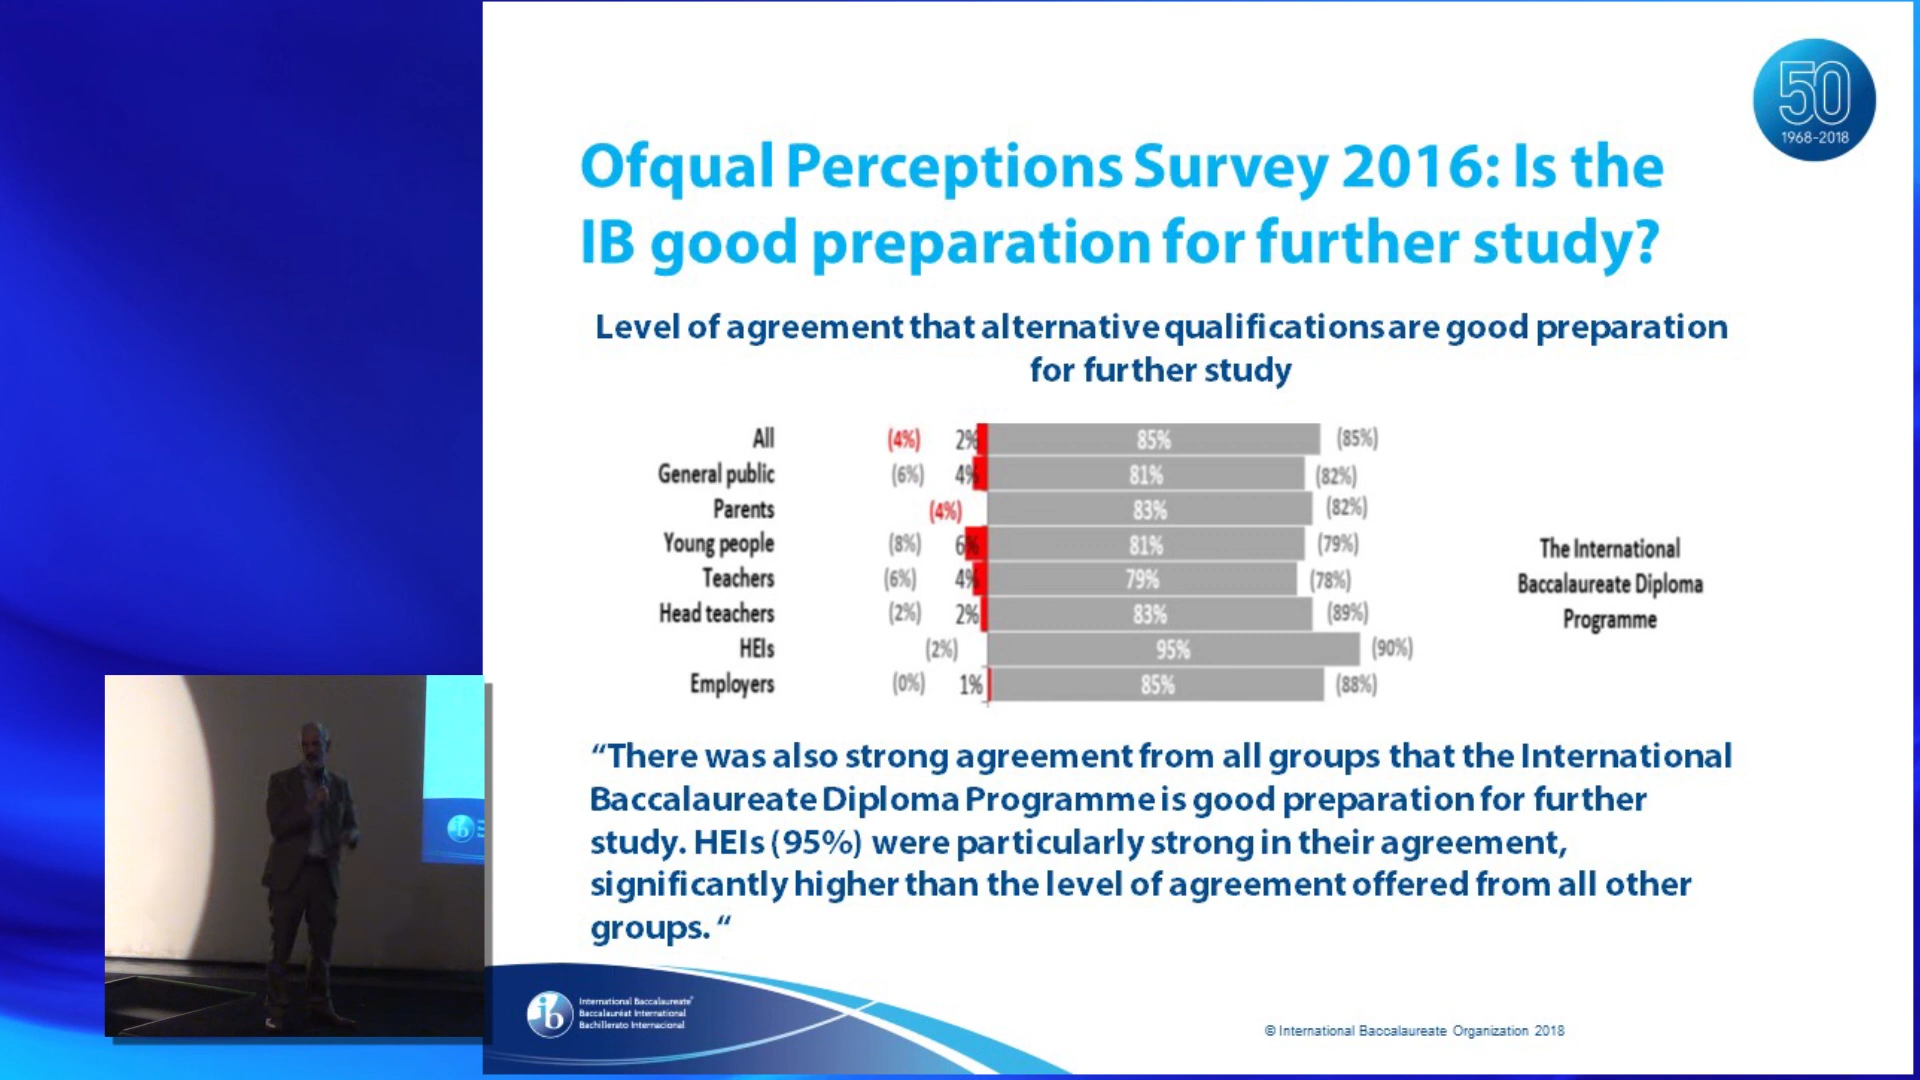 50
1968-2018
Ofqual Perceptions Survey 2016: Is the
IB good preparation for further study?
Level of agreement that alternative qualifications are good preparation
for further study
All (4%) 2% 85% (85%)
General public (6%) 4% 81% (82%)
Parents (4%) 83% (82%)
Young people (8%) 6% 81% (79%)
Teachers (6%) 4% 79% (78%)
Head teachers (2%) 2% 83% (89%)
HEIs (2%) 95% (90%)
Employers (0%) 1% 85% (88%)
The International
Baccalaureate Diploma
Programme
“There was also strong agreement from all groups that the International
Baccalaureate Diploma Programme is good preparation for further
study. HEIs (95%) were particularly strong in their agreement,
significantly higher than the level of agreement offered from all other
groups. “
ib
International Baccalaureate®
Baccalauréat International
Bachillerato Internacional
© International Baccalaureate Organization 2018
ib